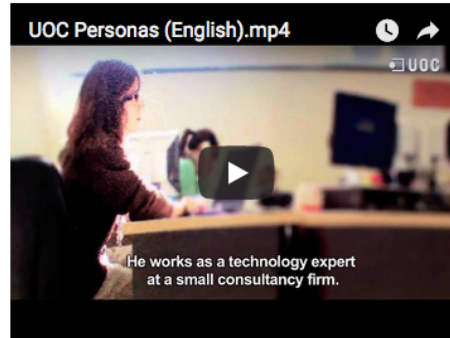 UOC Personas (English).mp4
UOC
He works as a technology expert
at a small consultancy firm.